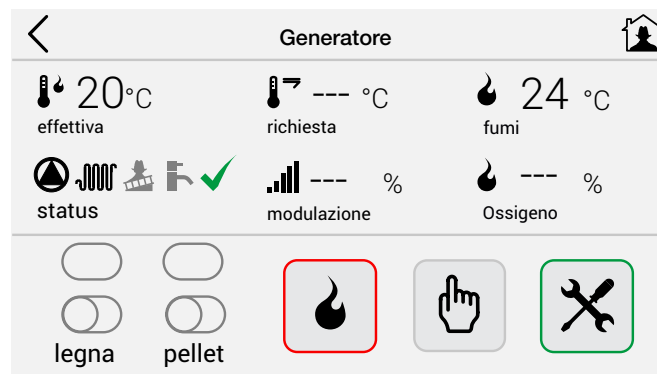 Generatore
20°C
--- °C
24 °C
effettiva
richiesta
fumi
--- %
--- %
status
modulazione
Ossigeno
legna
pellet